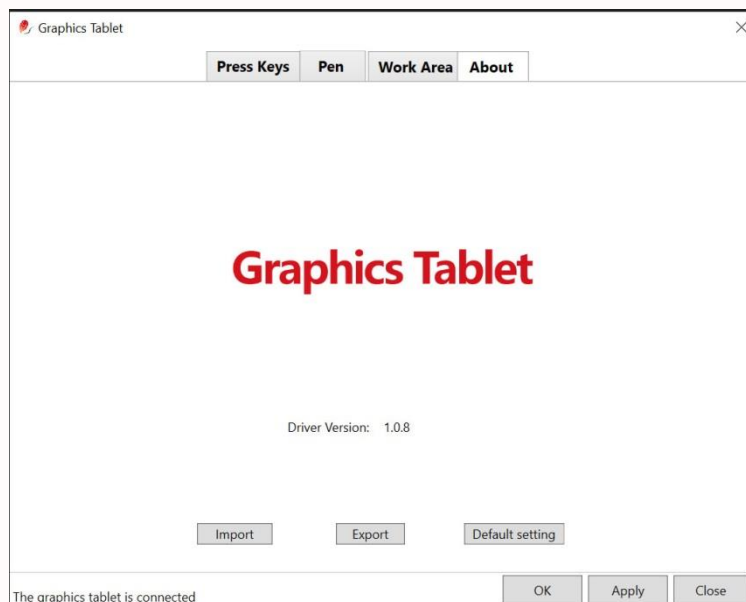 Graphics Tablet
Press Keys Pen Work Area About
Graphics Tablet
Driver Version: 1.0.8
Import Export Default setting
The graphics tablet is connected OK Apply Close